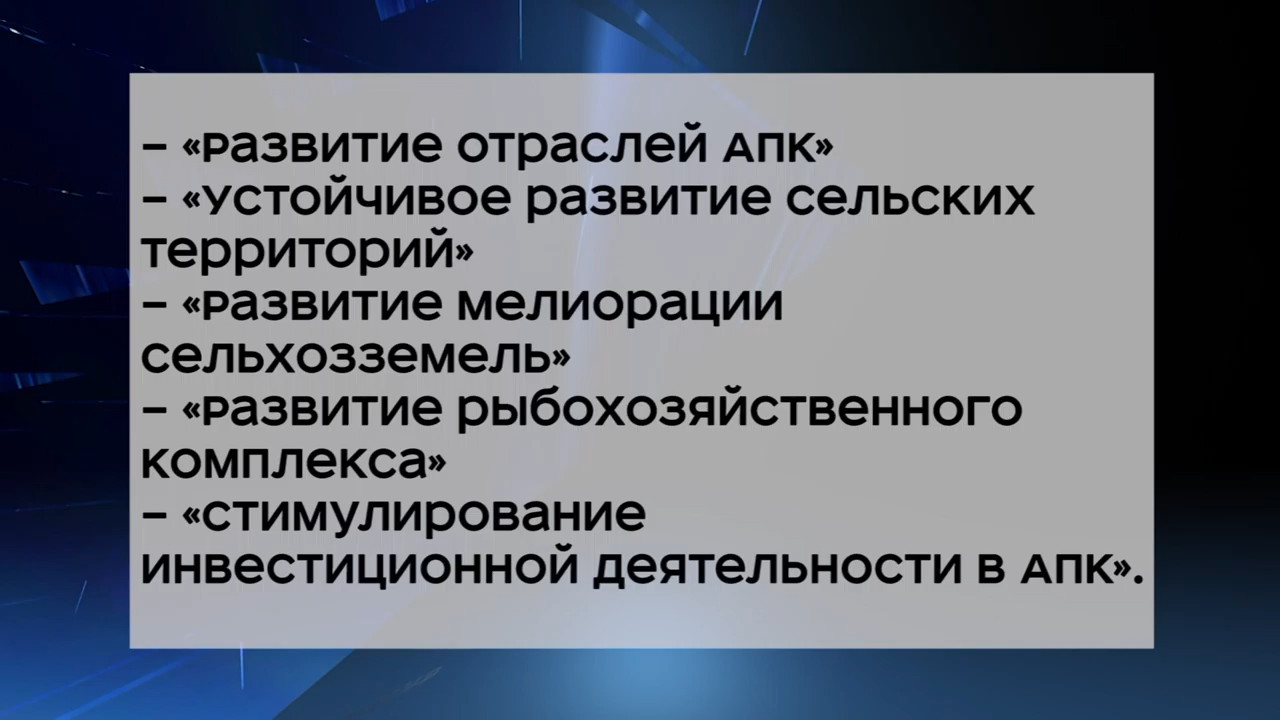 – «Развитие отраслей АПК»
– «Устойчивое развитие сельских
территорий»
– «Развитие мелиорации
сельхозземель»
– «Развитие рыбохозяйственного
комплекса»
– «Стимулирование
инвестиционной деятельности в АПК».